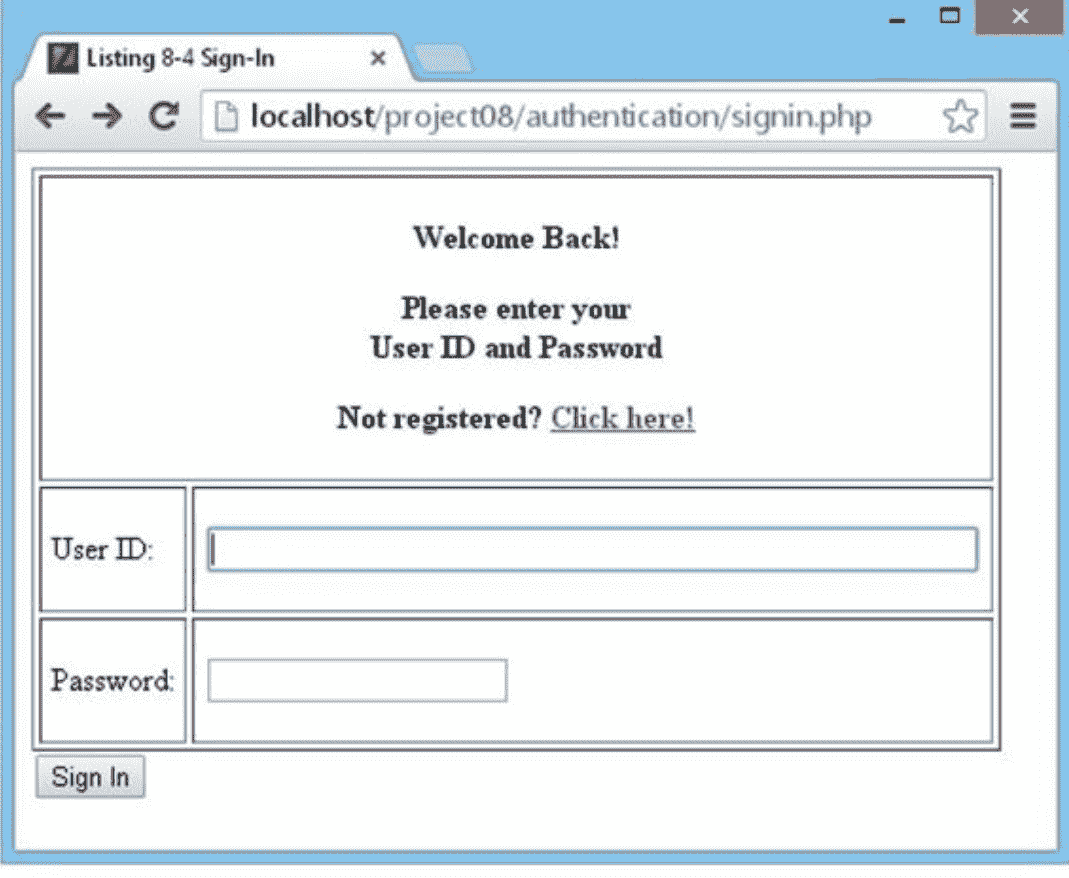 Listing 8-4 Sign-In
localhost/project08/authentication/signin.php
Welcome Back!
Please enter your
User ID and Password
Not registered? Click here!
User ID:
Password:
Sign In